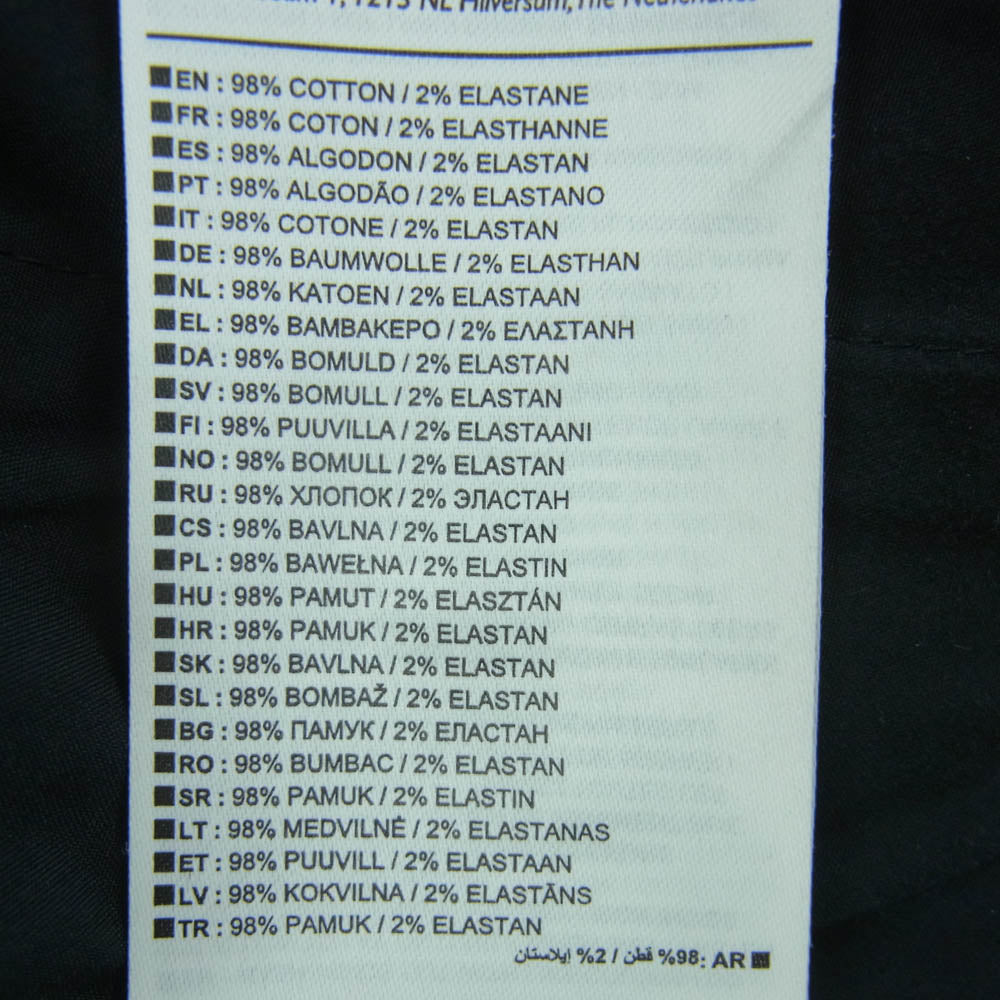 1, 1213 NL Hilversum, The Netherlands
EN : 98% COTTON / 2% ELASTANE
FR : 98% COTON / 2% ELASTHANNE
ES : 98% ALGODON / 2% ELASTAN
PT : 98% ALGODÃO / 2% ELASTANO
IT : 98% COTONE / 2% ELASTAN
DE : 98% BAUMWOLLE / 2% ELASTHAN
NL : 98% KATOEN / 2% ELASTAAN
EL : 98% ΒΑΜΒΑΚΕΡΟ / 2% ΕΛΑΣΤΑΝΗ
DA : 98% BOMULD / 2% ELASTAN
SV : 98% BOMULL / 2% ELASTAN
FI : 98% PUUVILLA / 2% ELASTAANI
NO : 98% BOMULL / 2% ELASTAN
RU : 98% ХЛОПОК / 2% ЭЛАСТАН
CS : 98% BAVLNA / 2% ELASTAN
PL : 98% BAWEŁNA / 2% ELASTIN
HU : 98% PAMUT / 2% ELASZTÁN
HR : 98% PAMUK / 2% ELASTAN
SK : 98% BAVLNA / 2% ELASTAN
SL : 98% BOMBAŽ / 2% ELASTAN
BG : 98% ПАМУК / 2% ЕЛАСТАН
RO : 98% BUMBAC / 2% ELASTAN
SR : 98% PAMUK / 2% ELASTIN
LT : 98% MEDVILNĖ / 2% ELASTANAS
ET : 98% PUUVILL / 2% ELASTAAN
LV : 98% KOKVILNA / 2% ELASTĀNS
TR : 98% PAMUK / 2% ELASTAN
AR :98% قطن / 2% إيلاستان